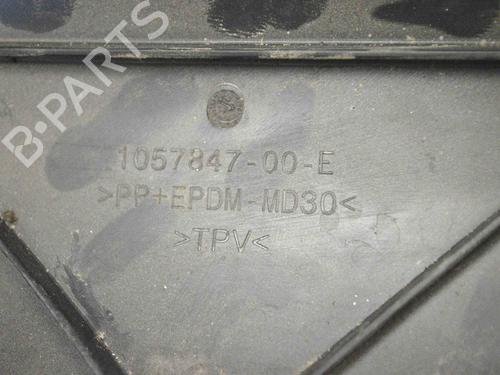 B-PARTS
1057847-00-E
>PP+EPDM-MD30<
>TPV<